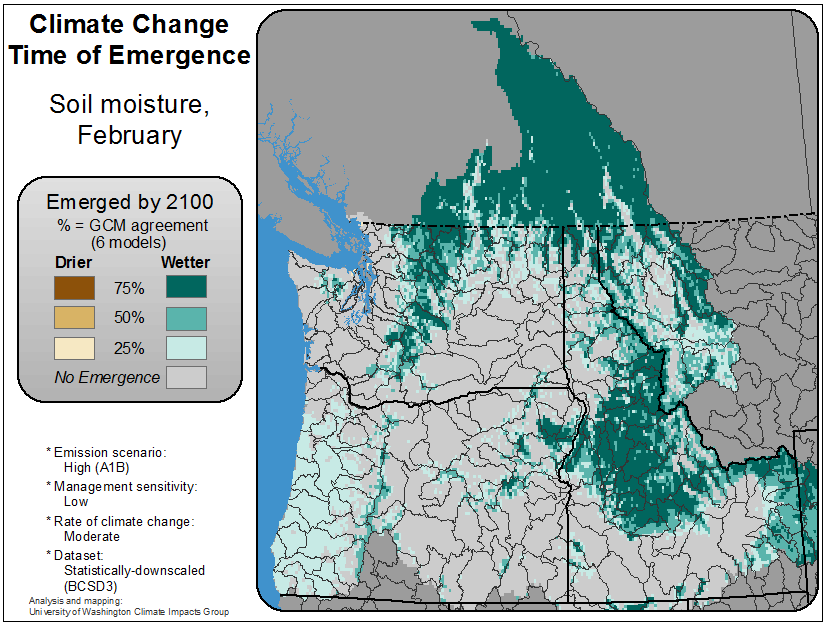 Climate Change
Time of Emergence
Soil moisture,
February
Emerged by 2100
% = GCM agreement
(6 models)
Drier Wetter
75%
50%
25%
No Emergence
* Emission scenario:
High (A1B)
* Management sensitivity:
Low
* Rate of climate change:
Moderate
* Dataset:
Statistically-downscaled
(BCSD3)
Analysis and mapping:
University of Washington Climate Impacts Group